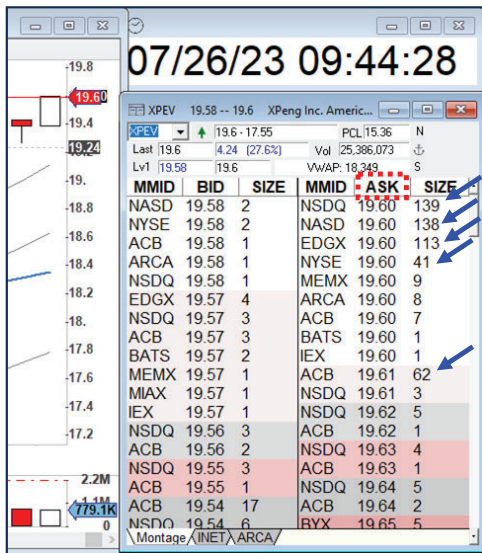 07/26/23 09:44:28
-19.8
19.60
-19.4
19.24
-19.
-18.8
-18.6
-18.4
-18.2
-18.
-17.8
-17.6
-17.4
-17.2
2.2M
1.1M
779.1K
0
XPEV 19.58 -- 19.6 XPeng Inc. Americ...
XPEV 19.6 - 17.55 PCL 15.36 N
Last 19.6 4.24 (27.6%) Vol 25,386,073
Lv1 19.58 19.6 VWAP: 18.349 S
MMID BID SIZE MMID ASK SIZE
NASD 19.58 2 NSDQ 19.60 139
NYSE 19.58 2 NASD 19.60 138
ACB 19.58 1 EDGX 19.60 113
ARCA 19.58 1 NYSE 19.60 41
NSDQ 19.58 1 MEMX 19.60 9
EDGX 19.57 4 ARCA 19.60 8
NSDQ 19.57 3 ACB 19.60 7
ACB 19.57 3 BATS 19.60 1
BATS 19.57 2 IEX 19.60 1
MEMX 19.57 1 ACB 19.61 62
MIAX 19.57 1 NSDQ 19.61 3
IEX 19.57 1 NSDQ 19.62 5
NSDQ 19.56 3 ACB 19.62 1
ACB 19.56 2 NSDQ 19.63 4
NSDQ 19.55 3 ACB 19.63 1
ACB 19.55 1 NSDQ 19.64 5
ACB 19.54 17 ACB 19.64 2
NSDQ 19.54 6 BYX 19.65 5
Montage INET ARCA